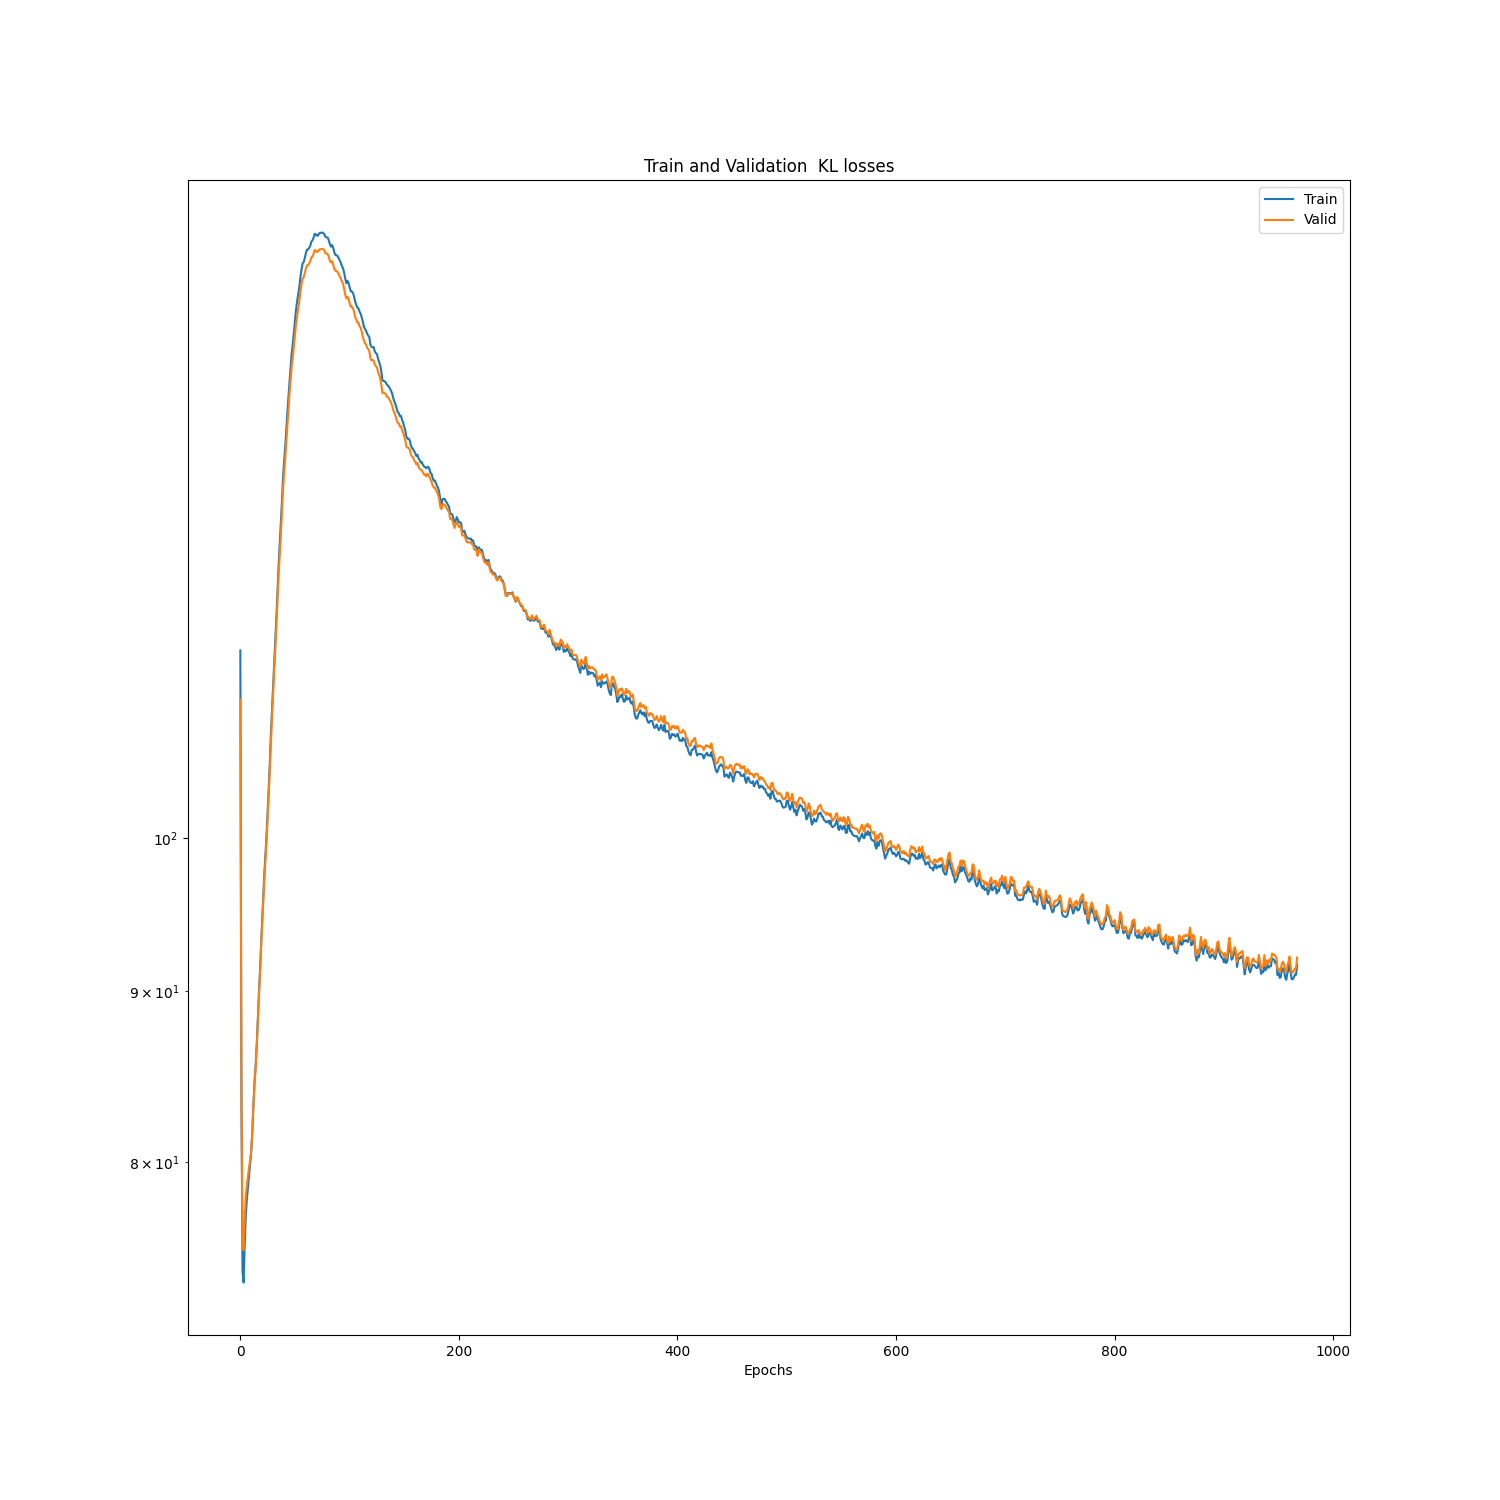 Train and Validation  KL losses
Train
Valid
10²
9 × 10¹
8 × 10¹
0
200
400
600
800
1000
Epochs